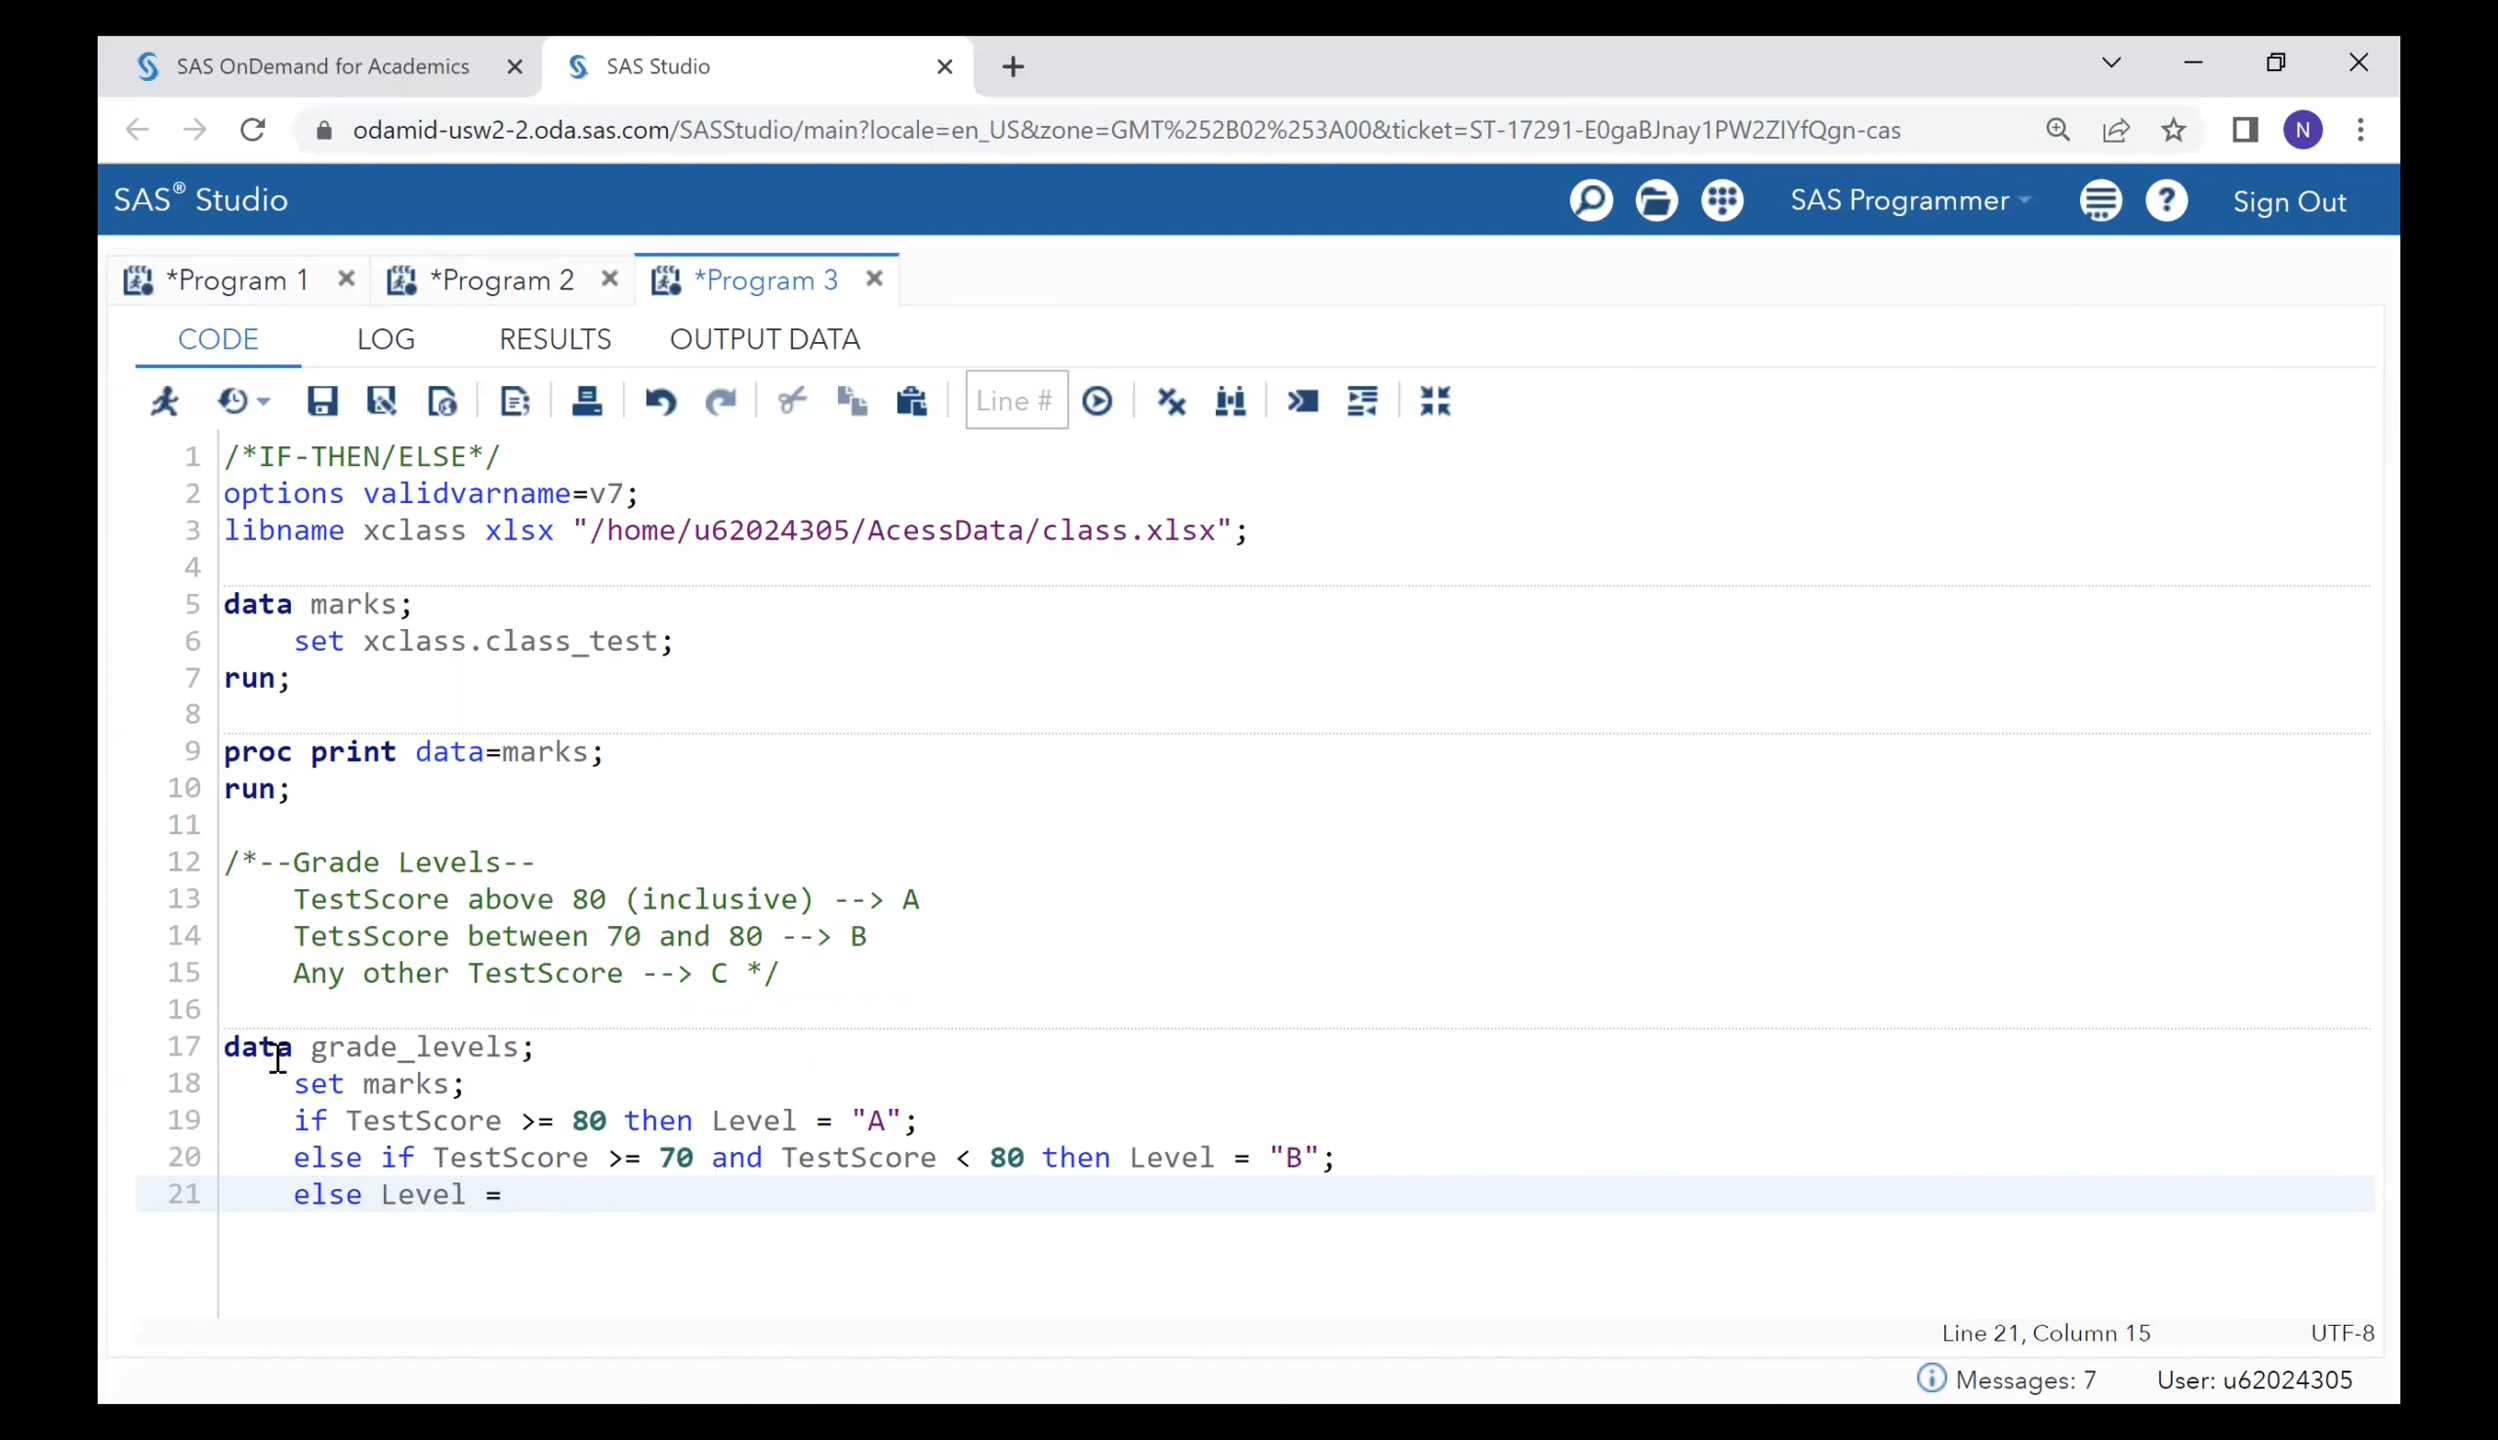 SAS OnDemand for Academics
SAS Studio
odamid-usw2-2.oda.sas.com/SASStudio/main?locale=en_US&zone=GMT%252B02%253A00&ticket=ST-17291-E0gaBJnay1PW2ZIYfQgn-cas
N
SAS® Studio
SAS Programmer
?
Sign Out
*Program 1
*Program 2
*Program 3
CODE
LOG
RESULTS
OUTPUT DATA
Line #
1 /*IF-THEN/ELSE*/
2 options validvarname=v7;
3 libname xclass xlsx "/home/u62024305/AcessData/class.xlsx";
4
5 data marks;
6     set xclass.class_test;
7 run;
8
9 proc print data=marks;
10 run;
11
12 /*--Grade Levels--
13     TestScore above 80 (inclusive) --> A
14     TetsScore between 70 and 80 --> B
15     Any other TestScore --> C */
16
17 data grade_levels;
18     set marks;
19     if TestScore >= 80 then Level = "A";
20     else if TestScore >= 70 and TestScore < 80 then Level = "B";
21     else Level =
Line 21, Column 15
UTF-8
Messages: 7
User: u62024305